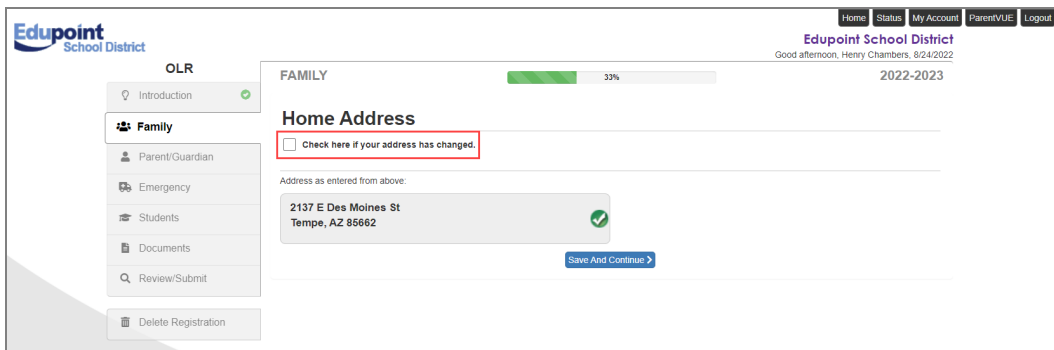 Home Status My Account ParentVUE Logout
Edupoint
School District
Edupoint School District
Good afternoon, Henry Chambers, 8/24/2022
OLR
Introduction
Family
Parent/Guardian
Emergency
Students
Documents
Review/Submit
Delete Registration
FAMILY
33%
2022-2023
Home Address
Check here if your address has changed.
Address as entered from above:
2137 E Des Moines St
Tempe, AZ 85662
Save And Continue